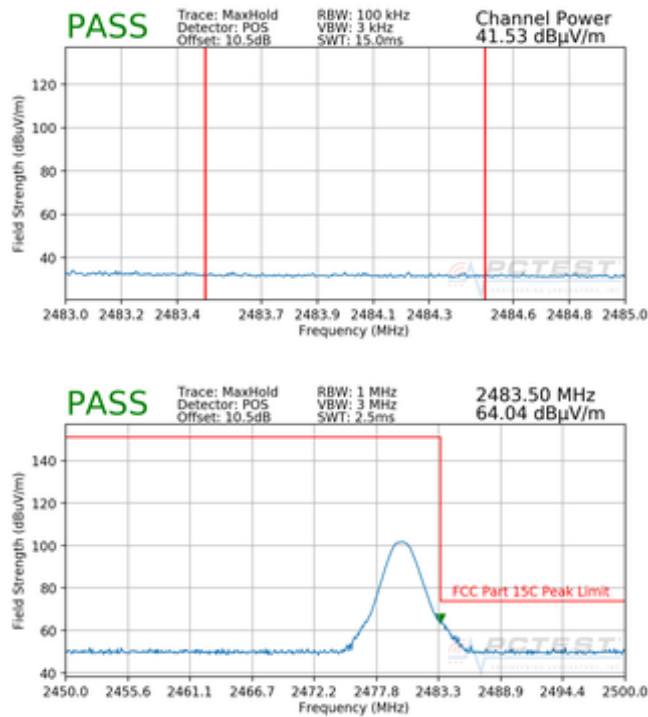 PASS
Trace: MaxHold
Detector: POS
Offset: 10.5dB
RBW: 100 kHz
VBW: 3 kHz
SWT: 15.0ms
Channel Power
41.53 dBµV/m
Field Strength (dBuV/m)
120
100
80
60
40
PCTEST
2483.0 2483.2 2483.4 2483.7 2483.9 2484.1 2484.3 2484.6 2484.8 2485.0
Frequency (MHz)
PASS
Trace: MaxHold
Detector: POS
Offset: 10.5dB
RBW: 1 MHz
VBW: 3 MHz
SWT: 2.5ms
2483.50 MHz
64.04 dBµV/m
Field Strength (dBuV/m)
140
120
100
80
60
40
FCC Part 15C Peak Limit
PCTEST
2450.0 2455.6 2461.1 2466.7 2472.2 2477.8 2483.3 2488.9 2494.4 2500.0
Frequency (MHz)